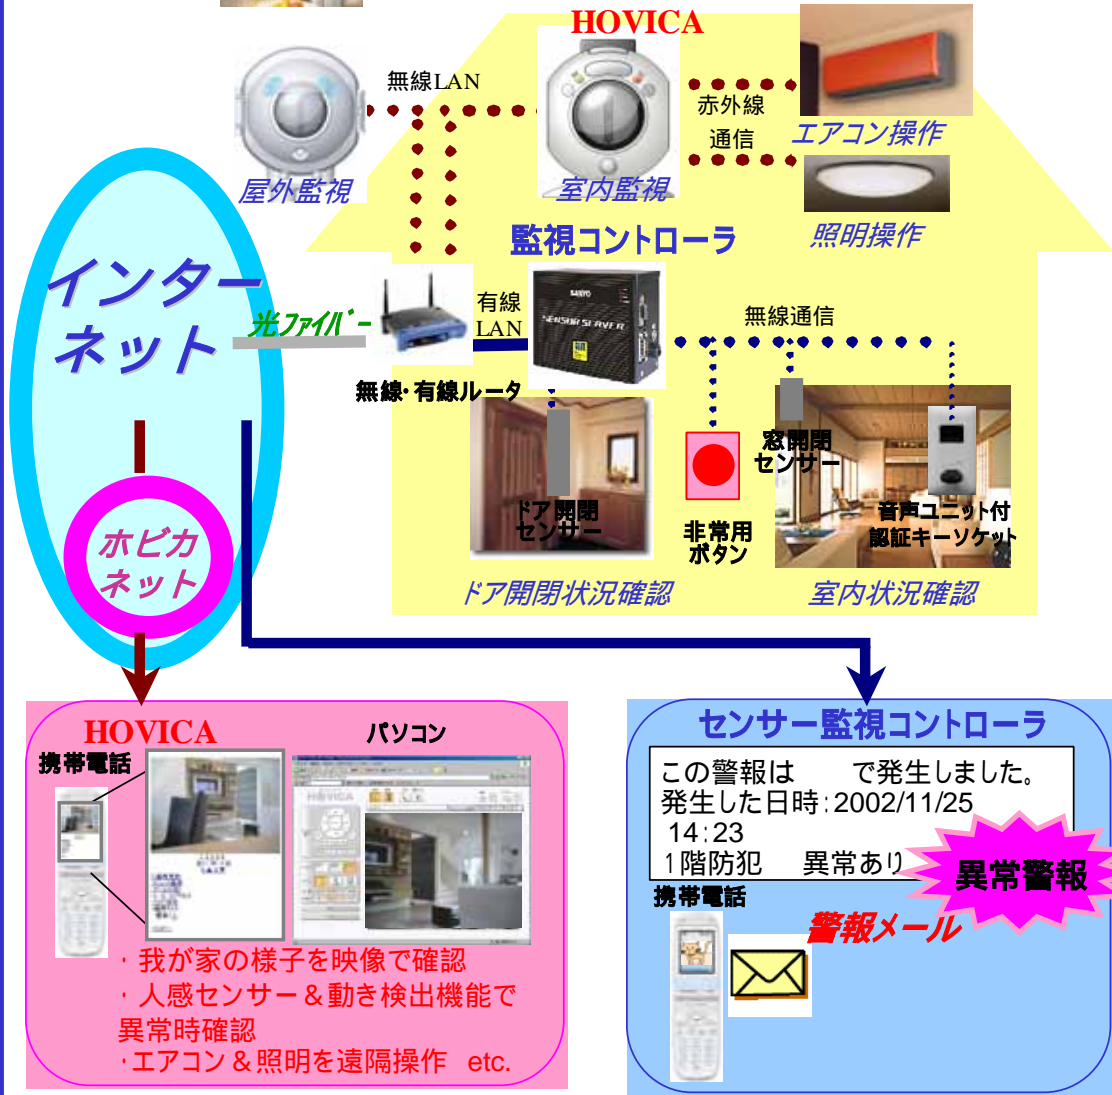 HOVICA
無線LAN
赤外線
通信
エアコン操作
屋外監視
室内監視
照明操作
監視コントローラ
インター
ネット
光ファイバー
有線
LAN
SANYO
SENSOR SERVER
無線通信
無線・有線ルータ
窓開閉
センサー
ドア開閉
センサー
非常用
ボタン
音声ユニット付
認証キーソケット
ホビカ
ネット
ドア開閉状況確認
室内状況確認
HOVICA
パソコン
携帯電話
HOVICA
・我が家の様子を映像で確認
・人感センサー＆動き検出機能で
異常時確認
・エアコン＆照明を遠隔操作 etc.
センサー監視コントローラ
この警報は　　で発生しました。
発生した日時:2002/11/25
14:23
1階防犯　異常あり
異常警報
携帯電話
警報メール